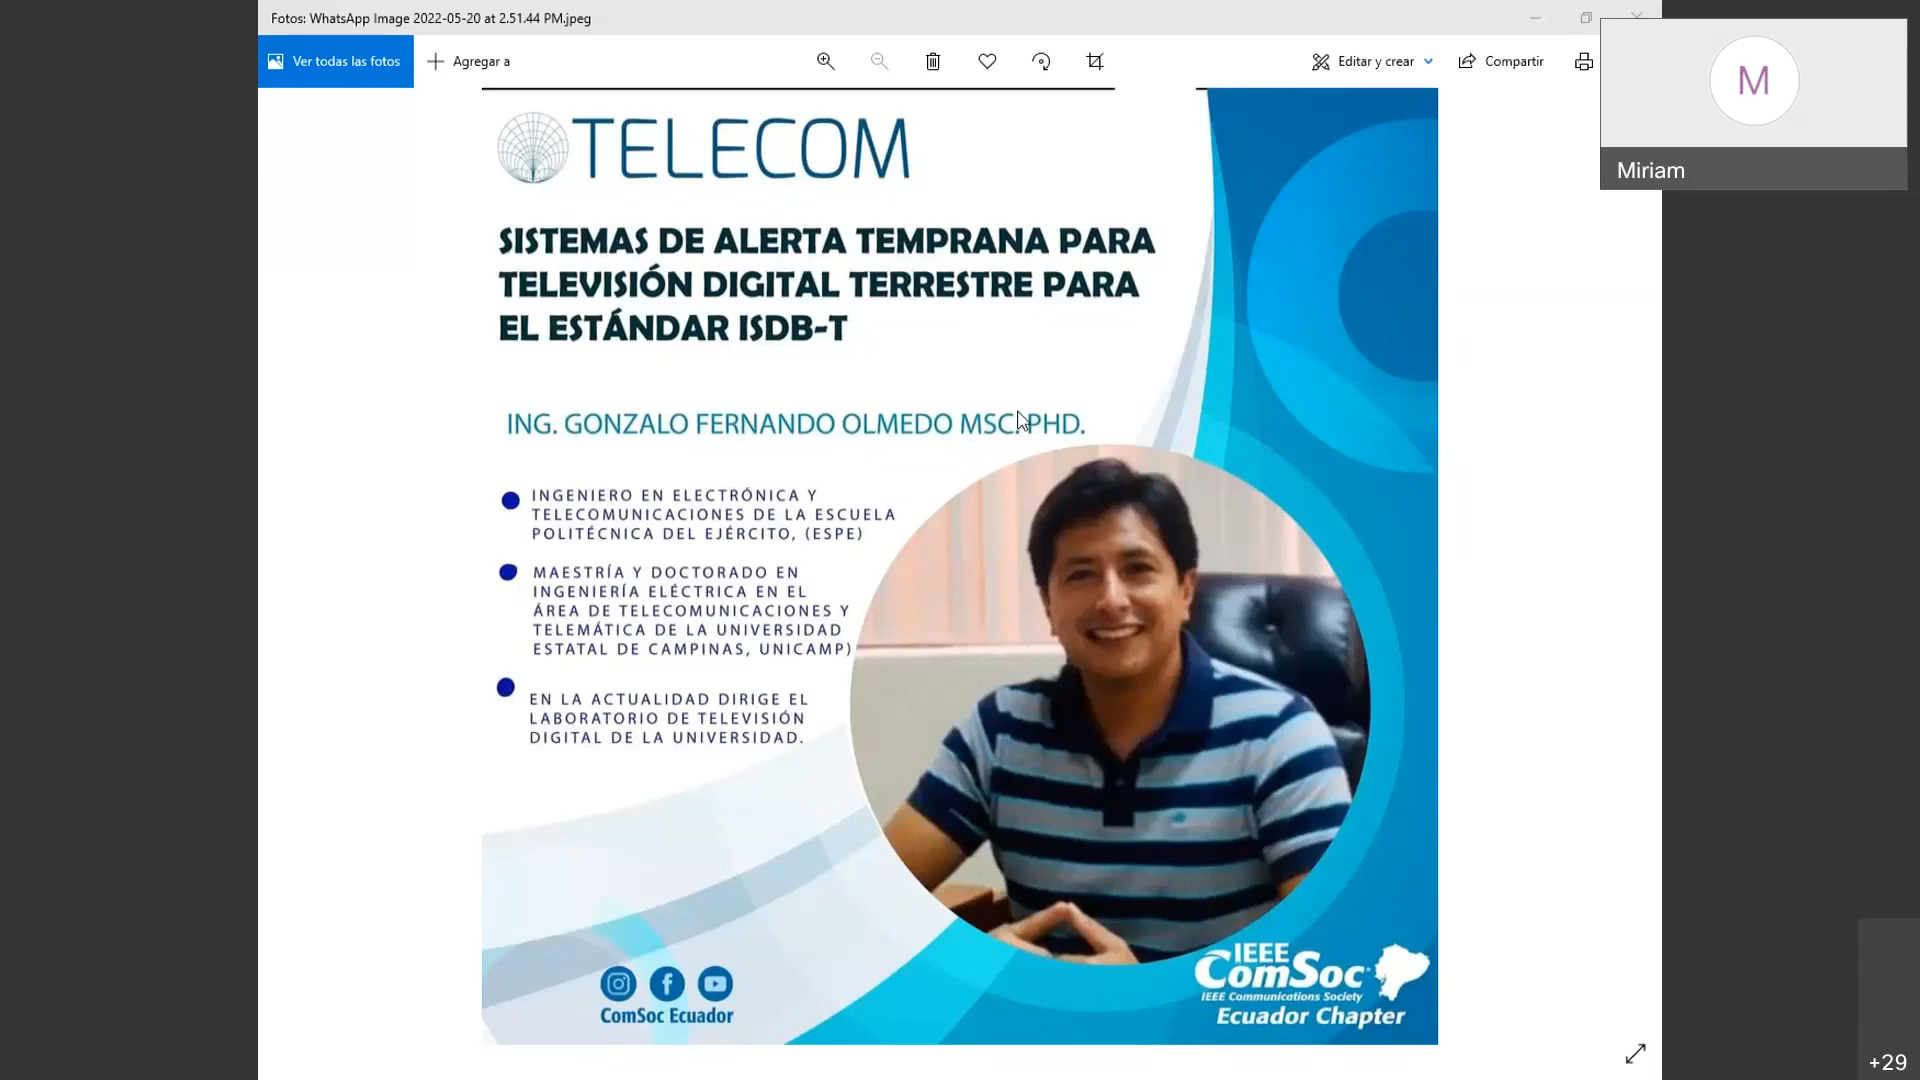 Fotos: WhatsApp Image 2022-05-20 at 2.51.44 PM.jpeg
Ver todas las fotos
Agregar a
Editar y crear
Compartir
M
Miriam
TELECOM
SISTEMAS DE ALERTA TEMPRANA PARA
TELEVISIÓN DIGITAL TERRESTRE PARA
EL ESTÁNDAR ISDB-T
ING. GONZALO FERNANDO OLMEDO MSC. PHD.
INGENIERO EN ELECTRÓNICA Y
TELECOMUNICACIONES DE LA ESCUELA
POLITÉCNICA DEL EJÉRCITO, (ESPE)
MAESTRÍA Y DOCTORADO EN
INGENIERÍA ELÉCTRICA EN EL
ÁREA DE TELECOMUNICACIONES Y
TELEMÁTICA DE LA UNIVERSIDAD
ESTATAL DE CAMPINAS, UNICAMP)
EN LA ACTUALIDAD DIRIGE EL
LABORATORIO DE TELEVISIÓN
DIGITAL DE LA UNIVERSIDAD.
ComSoc Ecuador
IEEE
ComSoc
IEEE Communications Society
Ecuador Chapter
+29